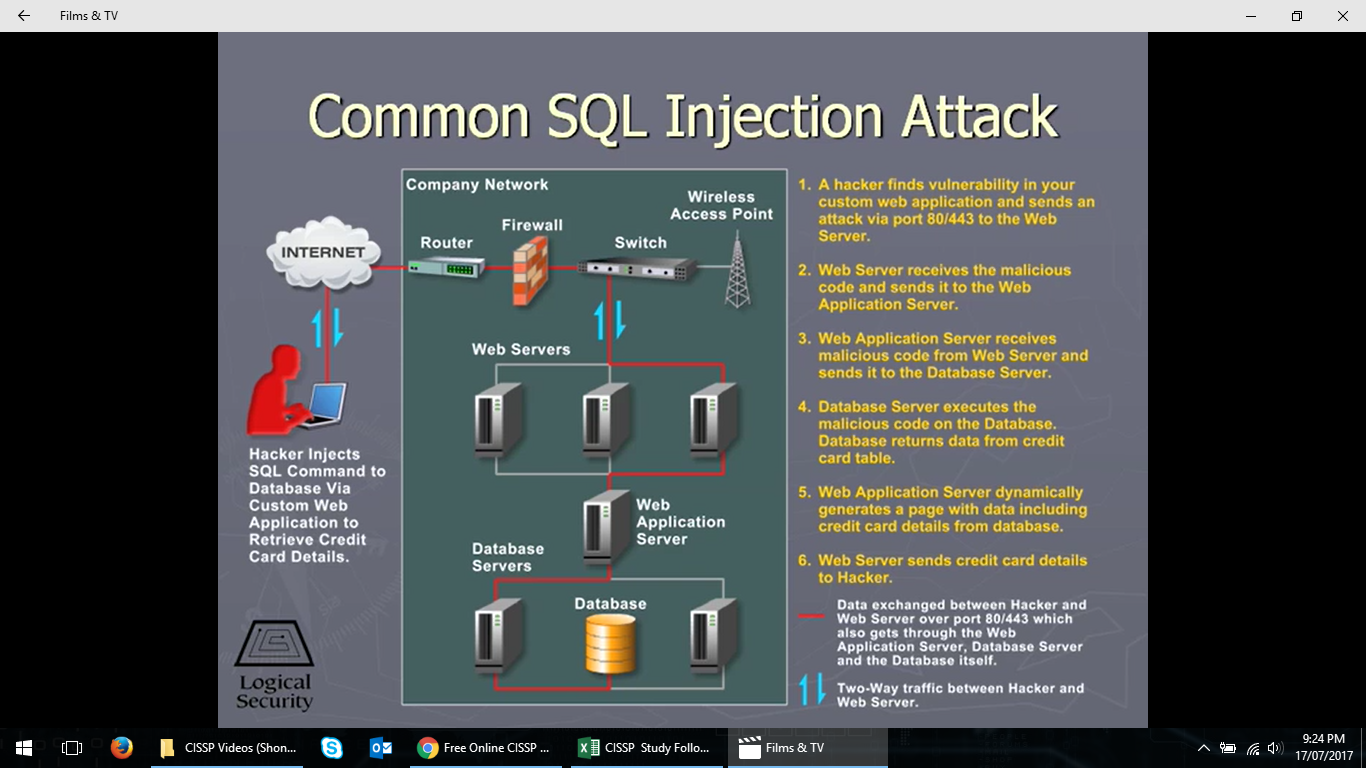 Films & TV
Common SQL Injection Attack
Company Network
Wireless
Access Point
Firewall
Router
Switch
INTERNET
Web Servers
Hacker Injects
SQL Command to
Database Via
Custom Web
Application to
Retrieve Credit
Card Details.
Web
Application
Server
Database
Servers
Database
1. A hacker finds vulnerability in your
custom web application and sends an
attack via port 80/443 to the Web
Server.
2. Web Server receives the malicious
code and sends it to the Web
Application Server.
3. Web Application Server receives
malicious code from Web Server and
sends it to the Database Server.
4. Database Server executes the
malicious code on the Database.
Database returns data from credit
card table.
5. Web Application Server dynamically
generates a page with data including
credit card details from database.
6. Web Server sends credit card details
to Hacker.
Data exchanged between Hacker and
Web Server over port 80/443 which
also gets through the Web
Application Server, Database Server
and the Database itself.
Two-Way traffic between Hacker and
Web Server.
Logical
Security
CISSP Videos (Shon...
Free Online CISSP ...
CISSP Study Follo...
Films & TV
9:24 PM
17/07/2017